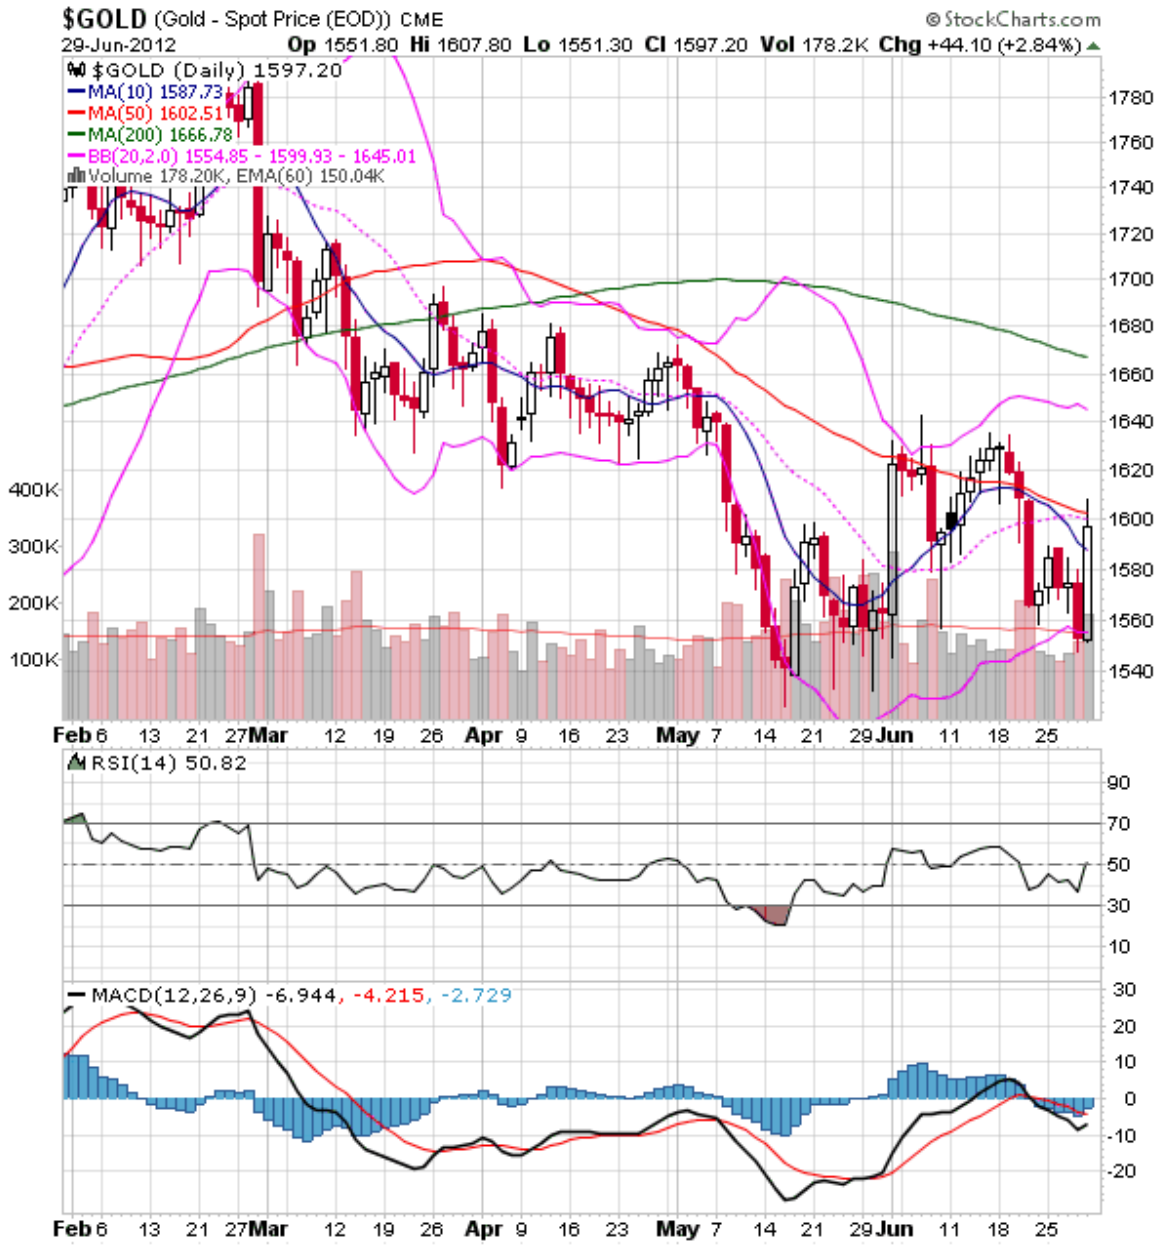 $GOLD (Gold - Spot Price (EOD)) CME © StockCharts.com
29-Jun-2012 Op 1551.80 Hi 1607.80 Lo 1551.30 Cl 1597.20 Vol 178.2K Chg +44.10 (+2.84%)
$GOLD (Daily) 1597.20
MA(10) 1587.73
MA(50) 1602.51
MA(200) 1666.78
BB(20,2.0) 1554.85 - 1599.93 - 1645.01
Volume 178.20K, EMA(60) 150.04K
1780
1760
1740
1720
1700
1680
1660
1640
1620
1600
1580
1560
1540
400K
300K
200K
100K
Feb 6 13 21 27 Mar 12 19 26 Apr 9 16 23 May 7 14 21 29 Jun 11 18 25
RSI(14) 50.82
90
70
50
30
10
MACD(12,26,9) -6.944, -4.215, -2.729
30
20
10
0
-10
-20
Feb 6 13 21 27 Mar 12 19 26 Apr 9 16 23 May 7 14 21 29 Jun 11 18 25